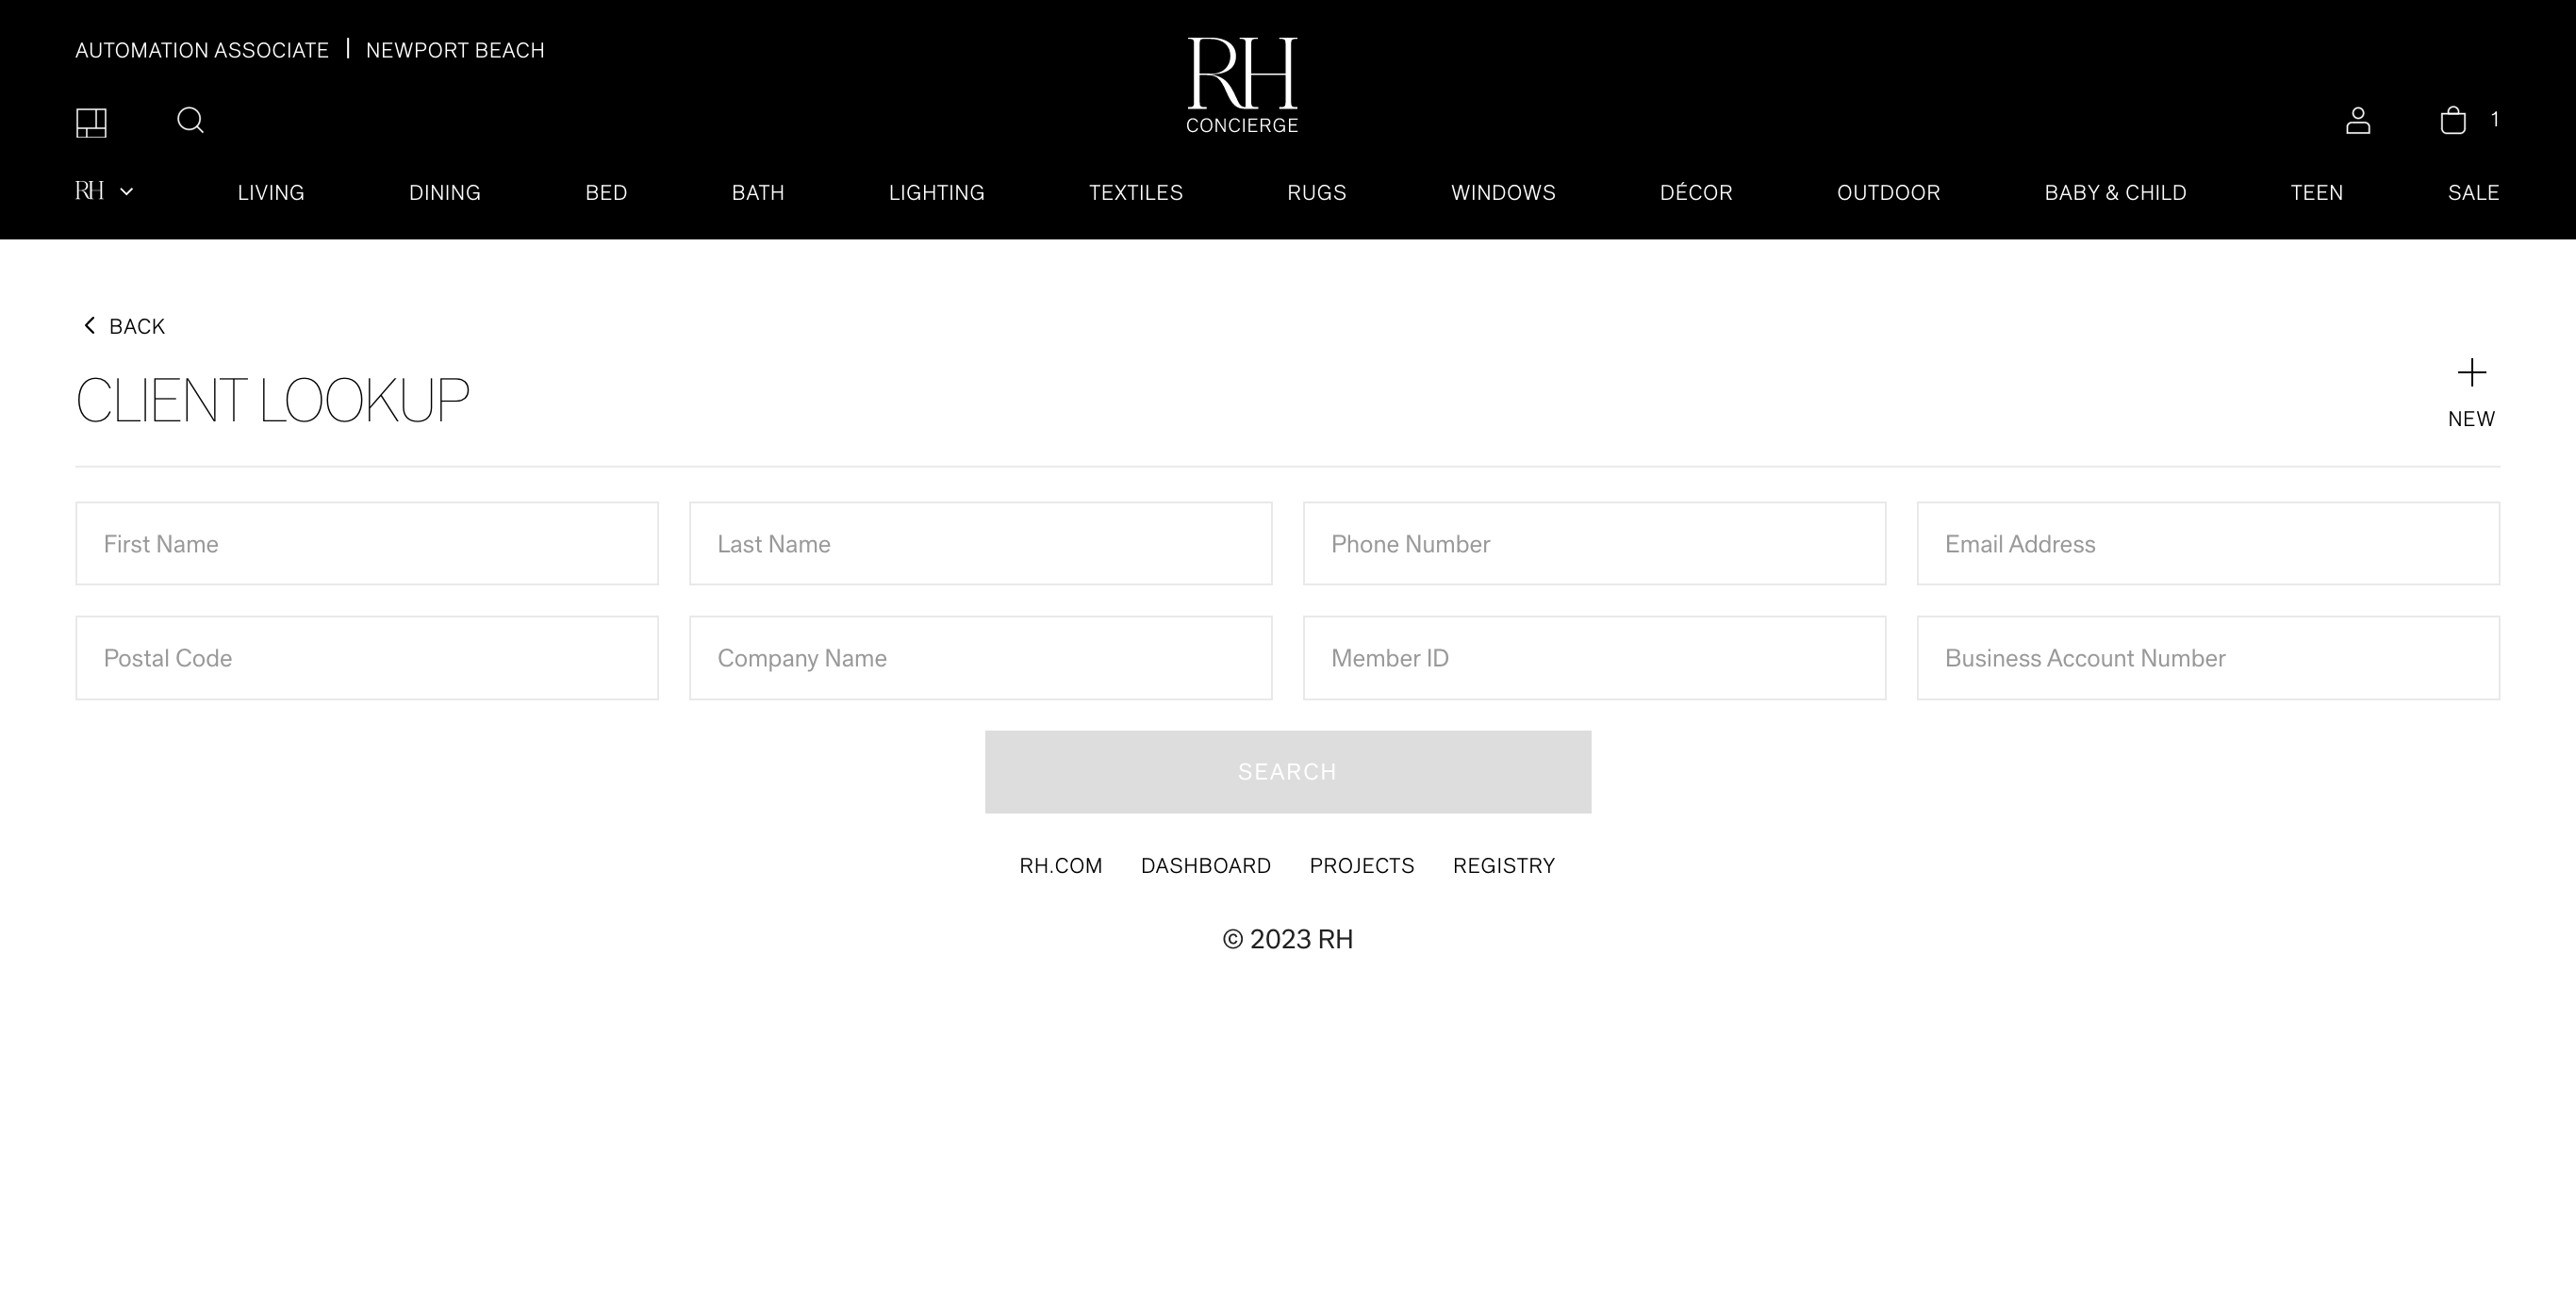 AUTOMATION ASSOCIATE | NEWPORT BEACH
RH
CONCIERGE
1
RH LIVING DINING BED BATH LIGHTING TEXTILES RUGS WINDOWS DÉCOR OUTDOOR BABY & CHILD TEEN SALE
BACK
CLIENT LOOKUP
NEW
First Name Last Name Phone Number Email Address
Postal Code Company Name Member ID Business Account Number
SEARCH
RH.COM DASHBOARD PROJECTS REGISTRY
© 2023 RH